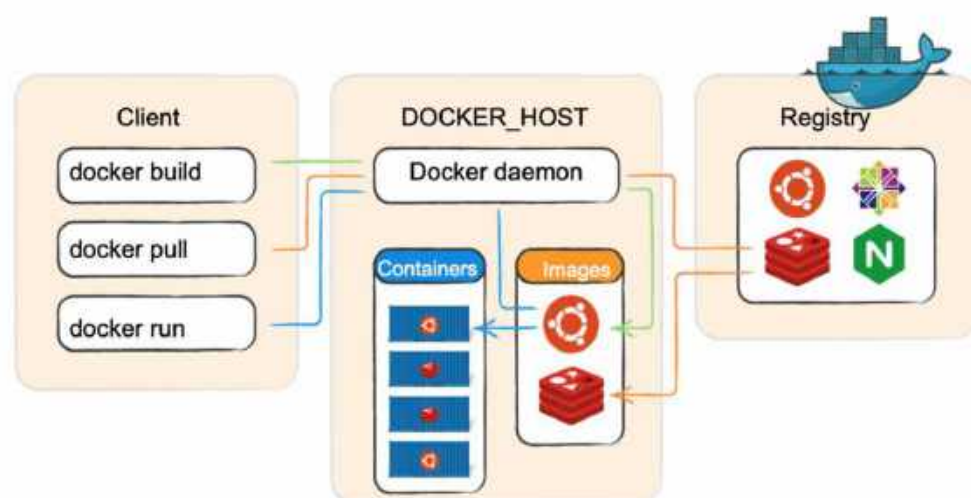 Client
docker build
docker pull
docker run
DOCKER_HOST
Docker daemon
Containers
Images
Registry
N